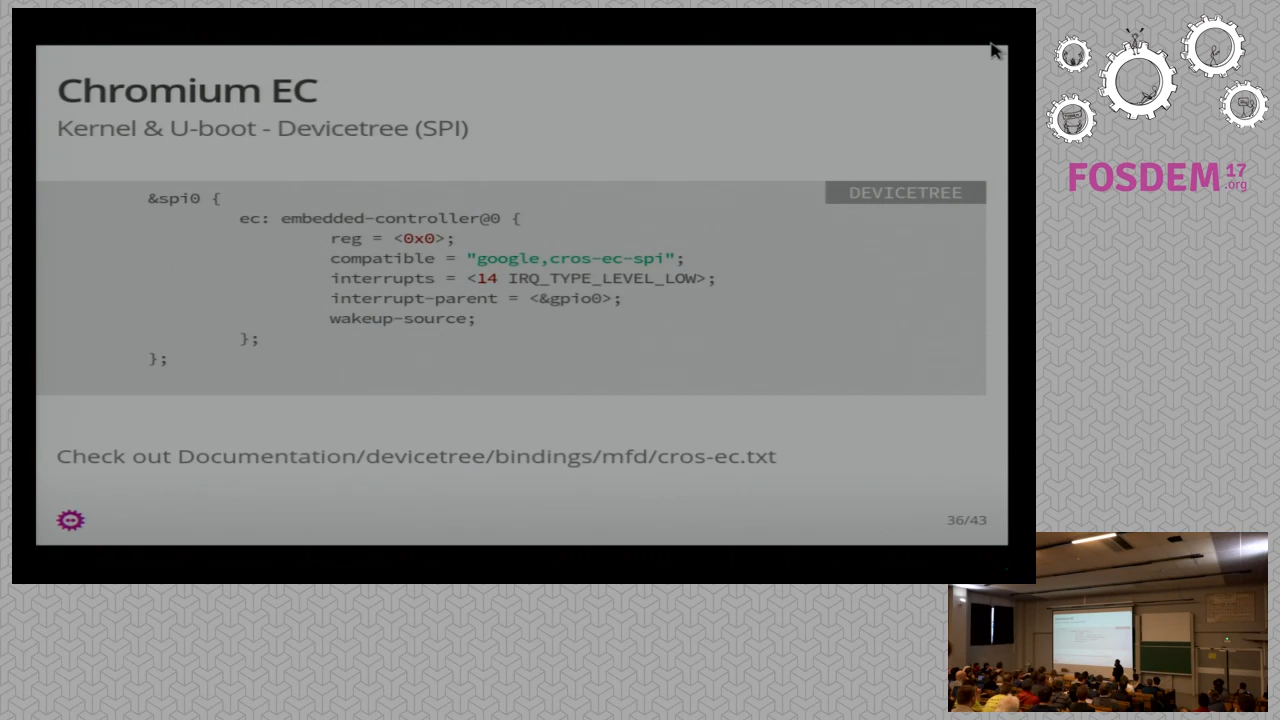 Chromium EC
Kernel & U-boot - Devicetree (SPI)
DEVICETREE
&spi0 {
ec: embedded-controller@0 {
reg = <0x0>;
compatible = "google,cros-ec-spi";
interrupts = <14 IRQ_TYPE_LEVEL_LOW>;
interrupt-parent = <&gpio0>;
wakeup-source;
};
};
Check out Documentation/devicetree/bindings/mfd/cros-ec.txt
36/43
FOSDEM 17
.org